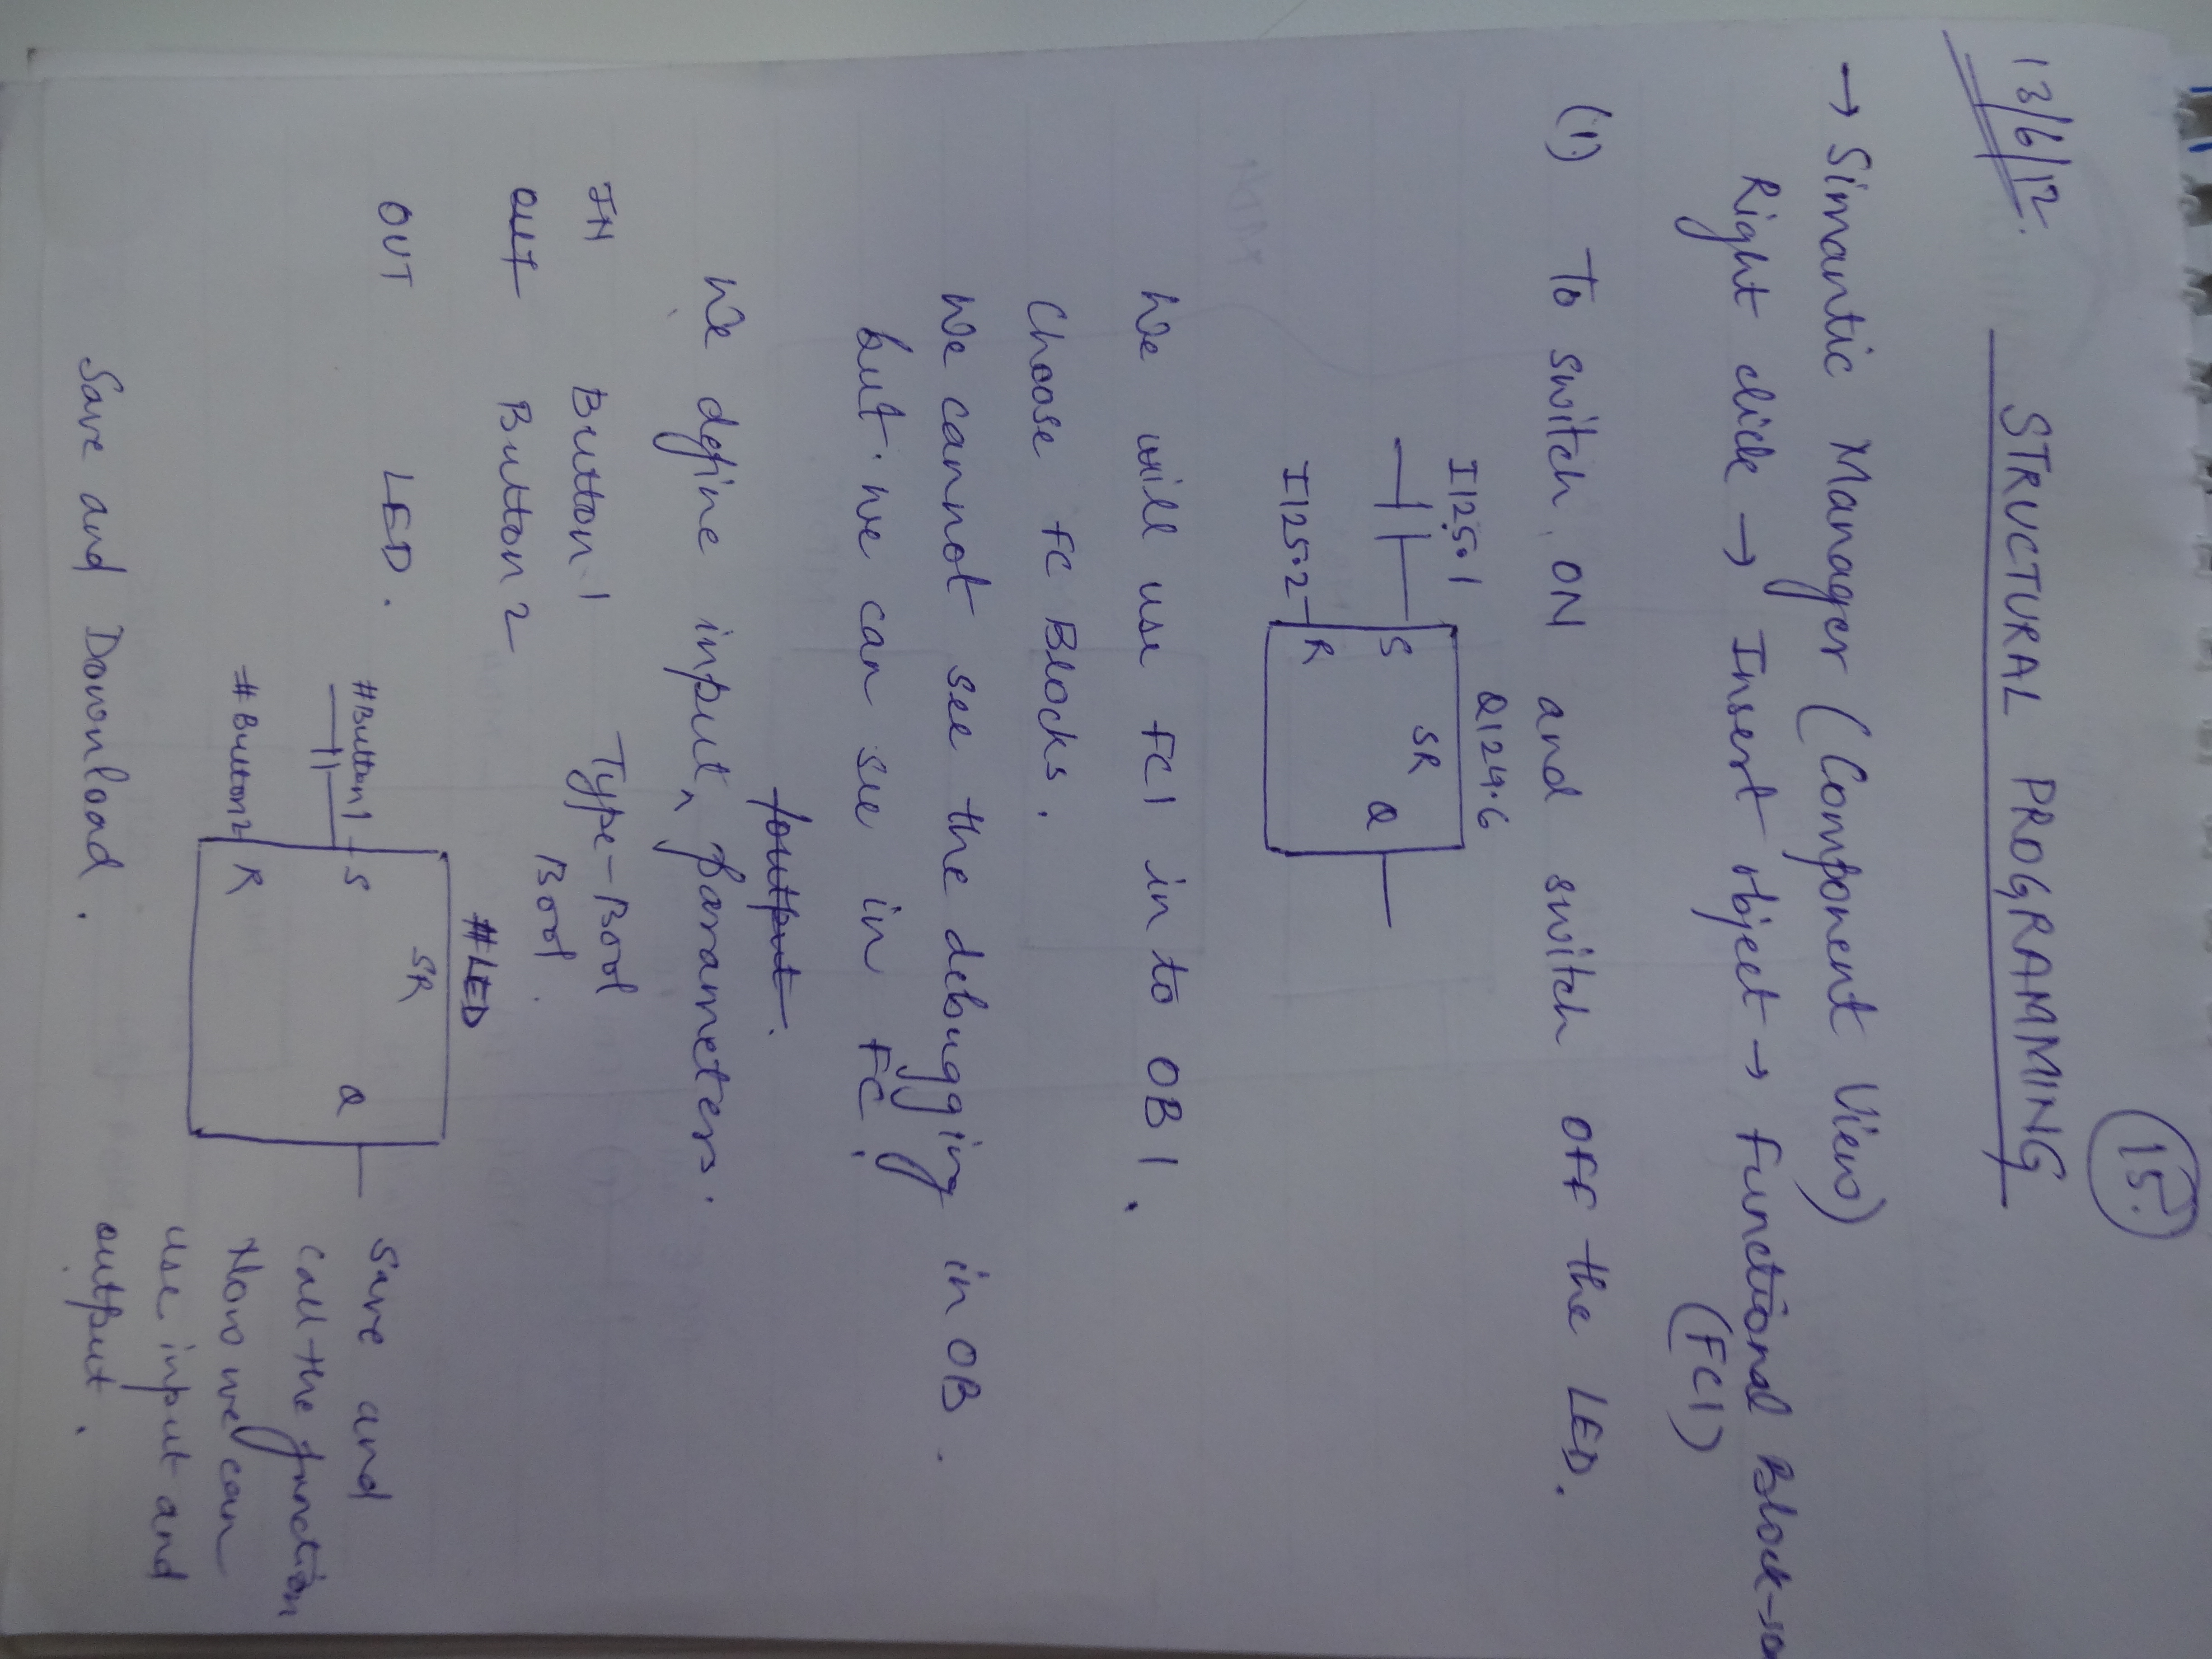 15.
13/6/12.
STRUCTURAL PROGRAMMING
→ Simantic Manager (Component View)
Right click → Insert object → Functional Block →
(FC1)
(1) To switch ON and switch OFF the LED.
I125.1 Q124.6
S SR Q
I125.2 R
We will use FC1 in to OB1.
Choose FC Blocks.
We cannot see the debugging in OB.
but we can see in FC.
/output.
We define input, parameters.
IN Button 1 Type-Bool
OUT Button 2 Bool.
OUT LED.
#LED
#Button1 S SR Q
#Button2 R
Save and
call the function
Now we can
use input and
output.
Save and Download.